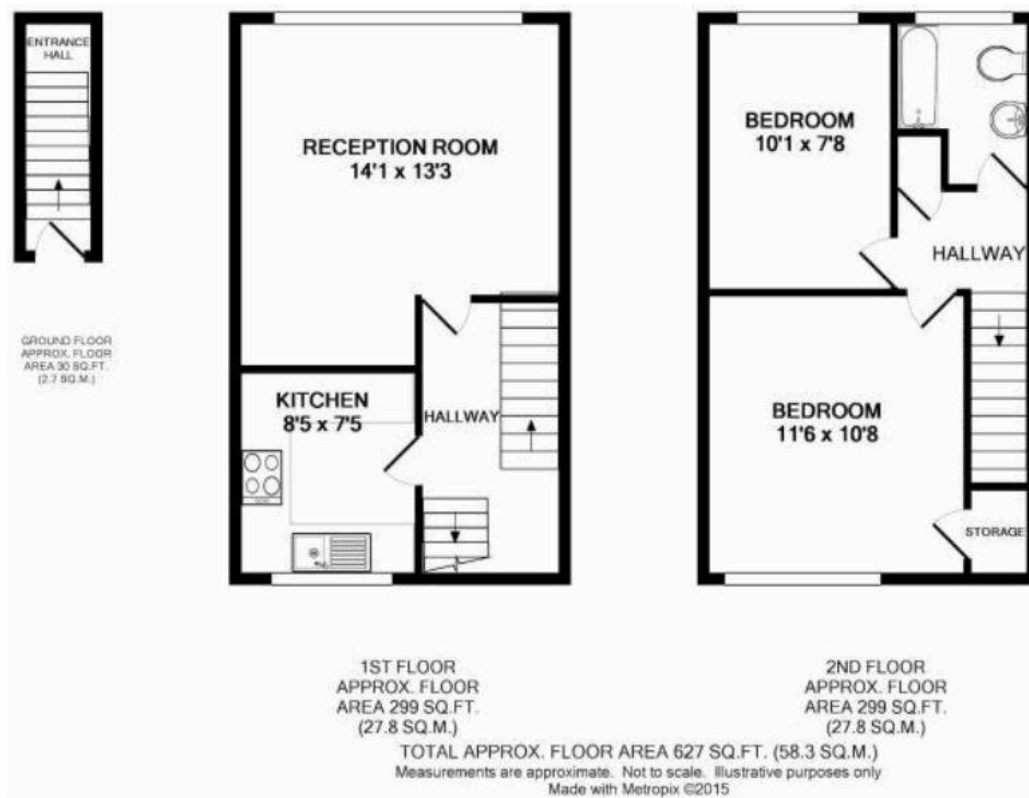 ENTRANCE
HALL
GROUND FLOOR
APPROX. FLOOR
AREA 30 SQ.FT.
(2.7 SQ.M.)
RECEPTION ROOM
14'1 x 13'3
KITCHEN
8'5 x 7'5
HALLWAY
1ST FLOOR
APPROX. FLOOR
AREA 299 SQ.FT.
(27.8 SQ.M.)
BEDROOM
10'1 x 7'8
HALLWAY
BEDROOM
11'6 x 10'8
STORAGE
2ND FLOOR
APPROX. FLOOR
AREA 299 SQ.FT.
(27.8 SQ.M.)
TOTAL APPROX. FLOOR AREA 627 SQ.FT. (58.3 SQ.M.)
Measurements are approximate. Not to scale. Illustrative purposes only
Made with Metropix ©2015